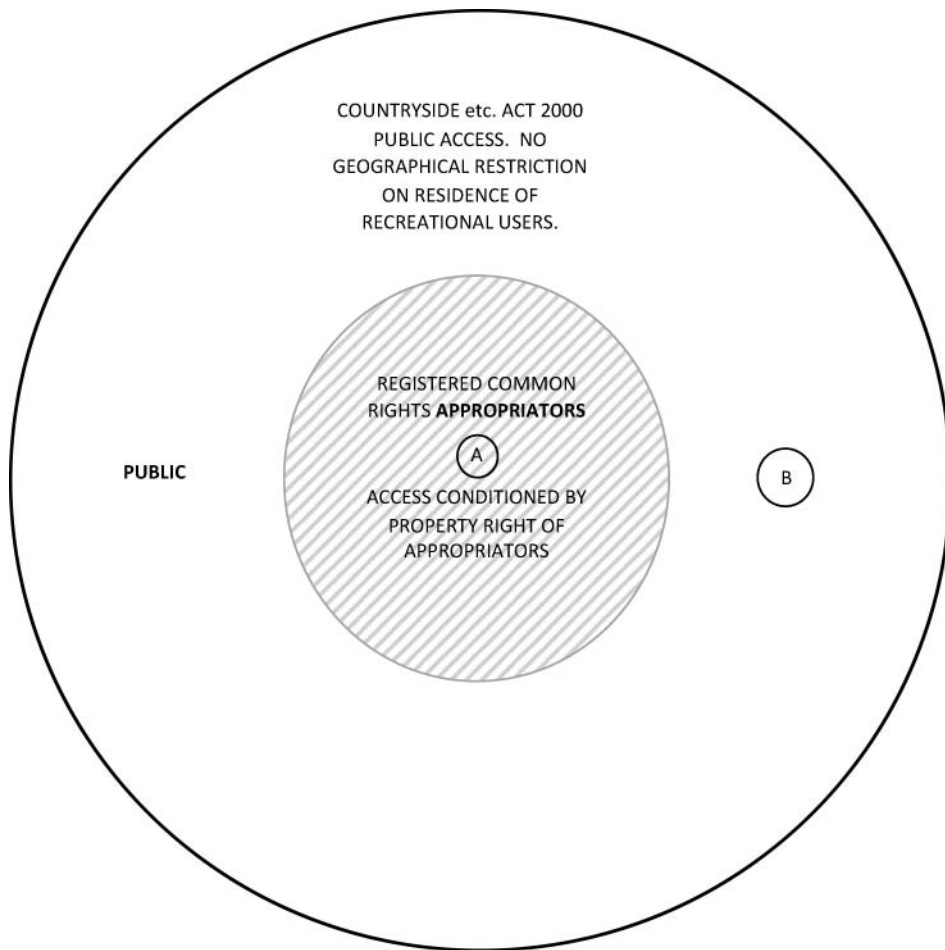 COUNTRYSIDE etc. ACT 2000
PUBLIC ACCESS. NO
GEOGRAPHICAL RESTRICTION
ON RESIDENCE OF
RECREATIONAL USERS.
REGISTERED COMMON
RIGHTS APPROPRIATORS
A
PUBLIC
B
ACCESS CONDITIONED BY
PROPERTY RIGHT OF
APPROPRIATORS